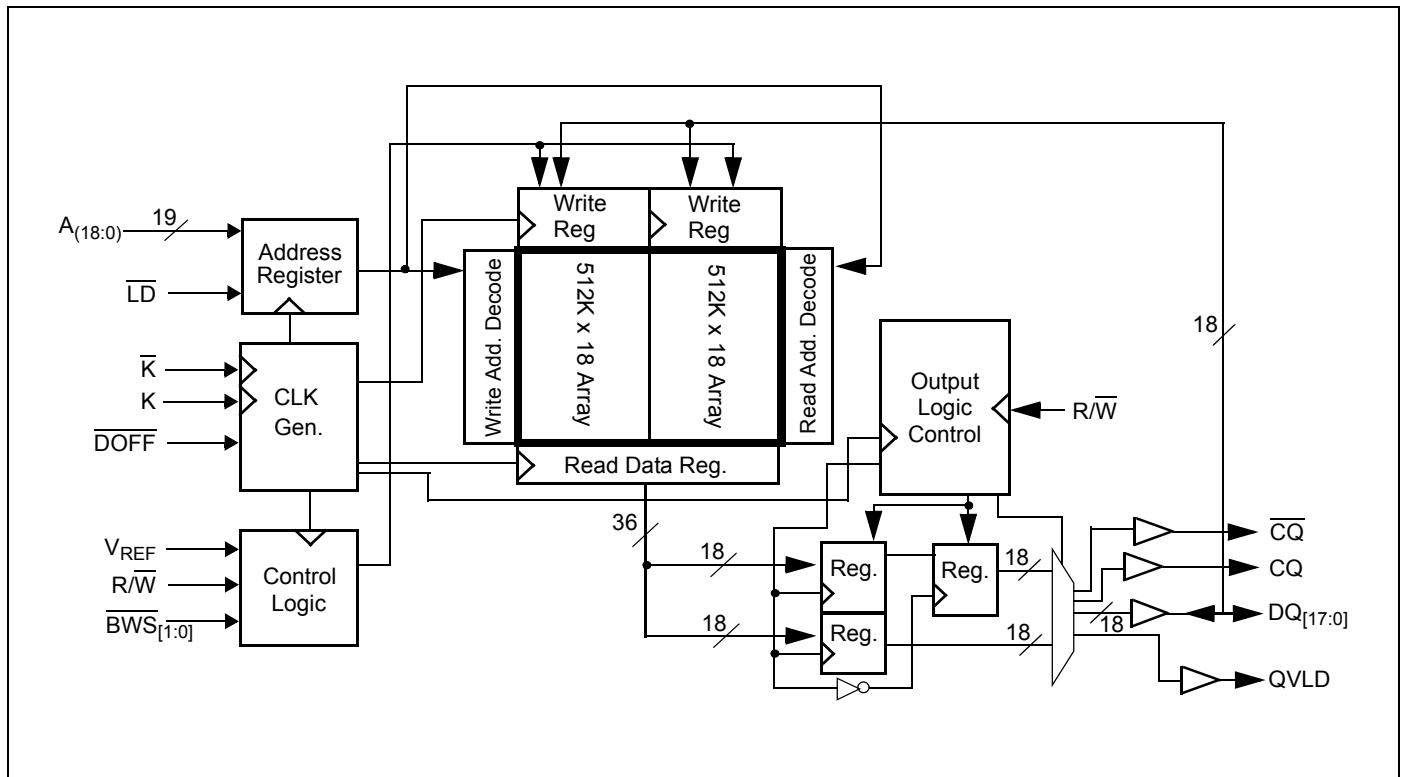 18
Write
Reg
Write
Reg
A(18:0)
19
LD
Address
Register
Write Add. Decode
512K x 18 Array
512K x 18 Array
Read Add. Decode
K
K
DOFF
CLK
Gen.
Output
Logic
Control
R/W
Read Data Reg.
36
VREF
R/W
BWS[1:0]
Control
Logic
18
Reg.
Reg.
18
18
Reg.
18
18
CQ
CQ
DQ[17:0]
QVLD